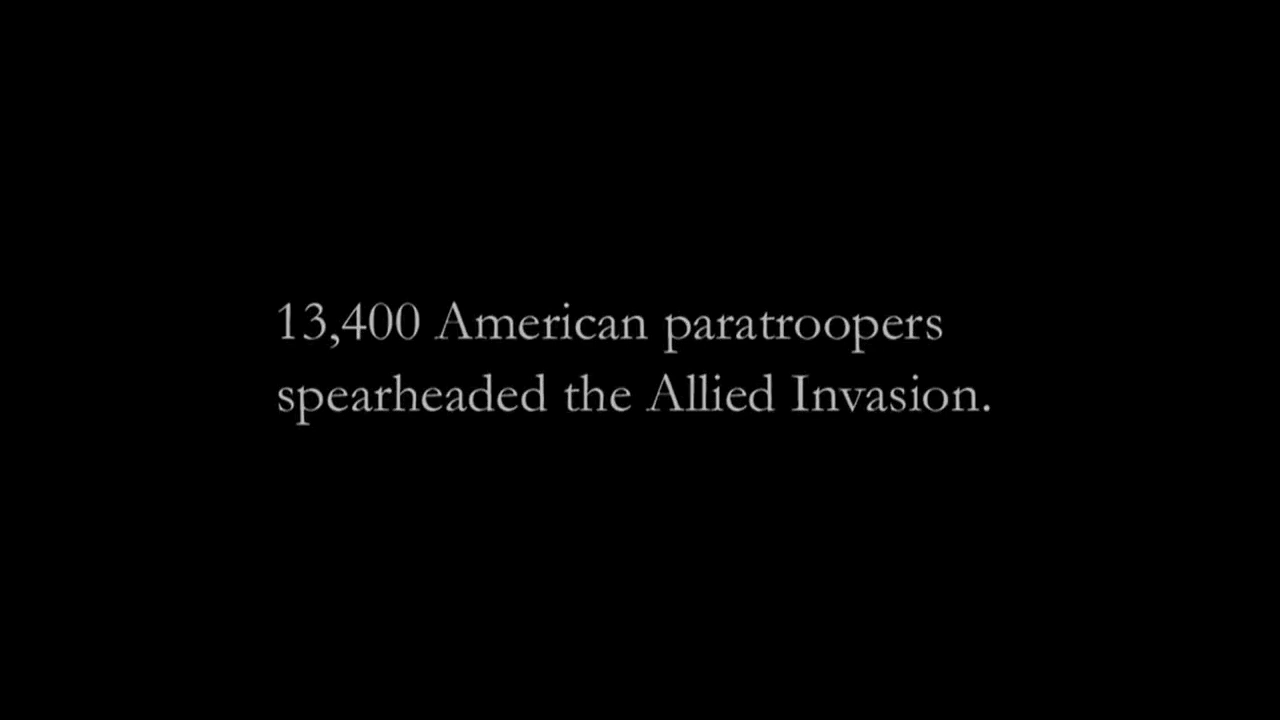 13,400 American paratroopers
spearheaded the Allied Invasion.